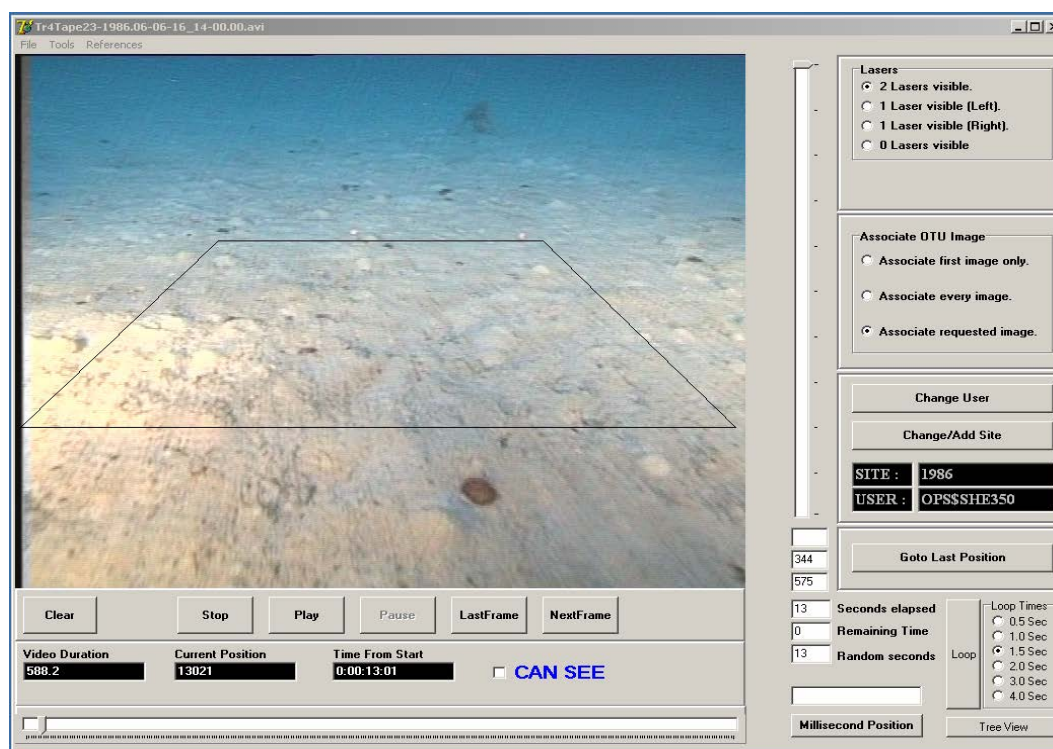 Tr4Tape23-1986.06-06-16_14-00.00.avi
File Tools References
Lasers
2 Lasers visible.
1 Laser visible (Left).
1 Laser visible (Right).
0 Lasers visible
Associate OTU Image
Associate first image only.
Associate every image.
Associate requested image.
Change User
Change/Add Site
SITE : 1986
USER : OPS$SHE350
Goto Last Position
344
575
Clear Stop Play Pause LastFrame NextFrame
13 Seconds elapsed
0 Remaining Time
13 Random seconds
Loop
Loop Times
0.5 Sec
1.0 Sec
1.5 Sec
2.0 Sec
3.0 Sec
4.0 Sec
Video Duration Current Position Time From Start
588.2 13021 0:00:13:01
CAN SEE
Millisecond Position
Tree View